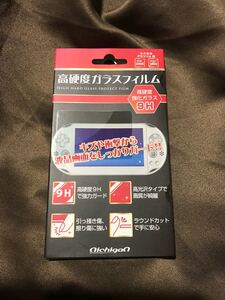 高硬度ガラスフィルム
HIGH HARD GLASS PROTECT FILM
高硬度
強化ガラス
9H
キズや衝撃から
液晶画面をしっかりガード!!
9H
高硬度9H
で強力ガード
高光沢タイプで
画質が綺麗
引っ掻き傷、
擦り傷に強い
ラウンドカット
で手に安心
aichigon